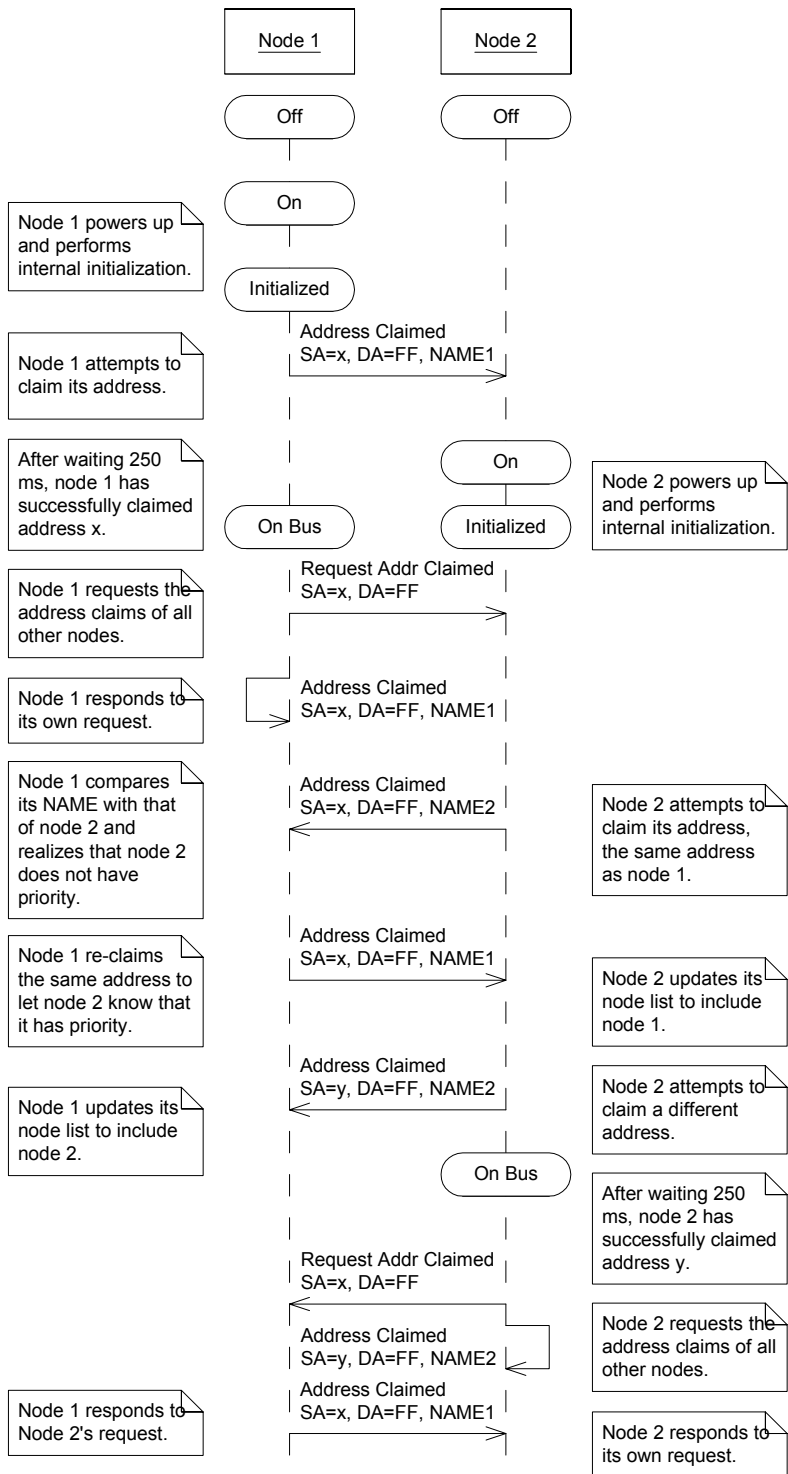 Node 1
Node 2
Off
Off
Node 1 powers up
and performs
internal initialization.
On
Initialized
Node 1 attempts to
claim its address.
Address Claimed
SA=x, DA=FF, NAME1
After waiting 250
ms, node 1 has
successfully claimed
address x.
On
Node 2 powers up
and performs
internal initialization.
On Bus
Initialized
Node 1 requests the
address claims of all
other nodes.
Request Addr Claimed
SA=x, DA=FF
Node 1 responds to
its own request.
Address Claimed
SA=x, DA=FF, NAME1
Node 1 compares
its NAME with that
of node 2 and
realizes that node 2
does not have
priority.
Address Claimed
SA=x, DA=FF, NAME2
Node 2 attempts to
claim its address,
the same address
as node 1.
Node 1 re-claims
the same address to
let node 2 know that
it has priority.
Address Claimed
SA=x, DA=FF, NAME1
Node 2 updates its
node list to include
node 1.
Node 1 updates its
node list to include
node 2.
Address Claimed
SA=y, DA=FF, NAME2
Node 2 attempts to
claim a different
address.
On Bus
After waiting 250
ms, node 2 has
successfully claimed
address y.
Request Addr Claimed
SA=x, DA=FF
Node 2 requests the
address claims of all
other nodes.
Address Claimed
SA=y, DA=FF, NAME2
Node 1 responds to
Node 2's request.
Address Claimed
SA=x, DA=FF, NAME1
Node 2 responds to
its own request.